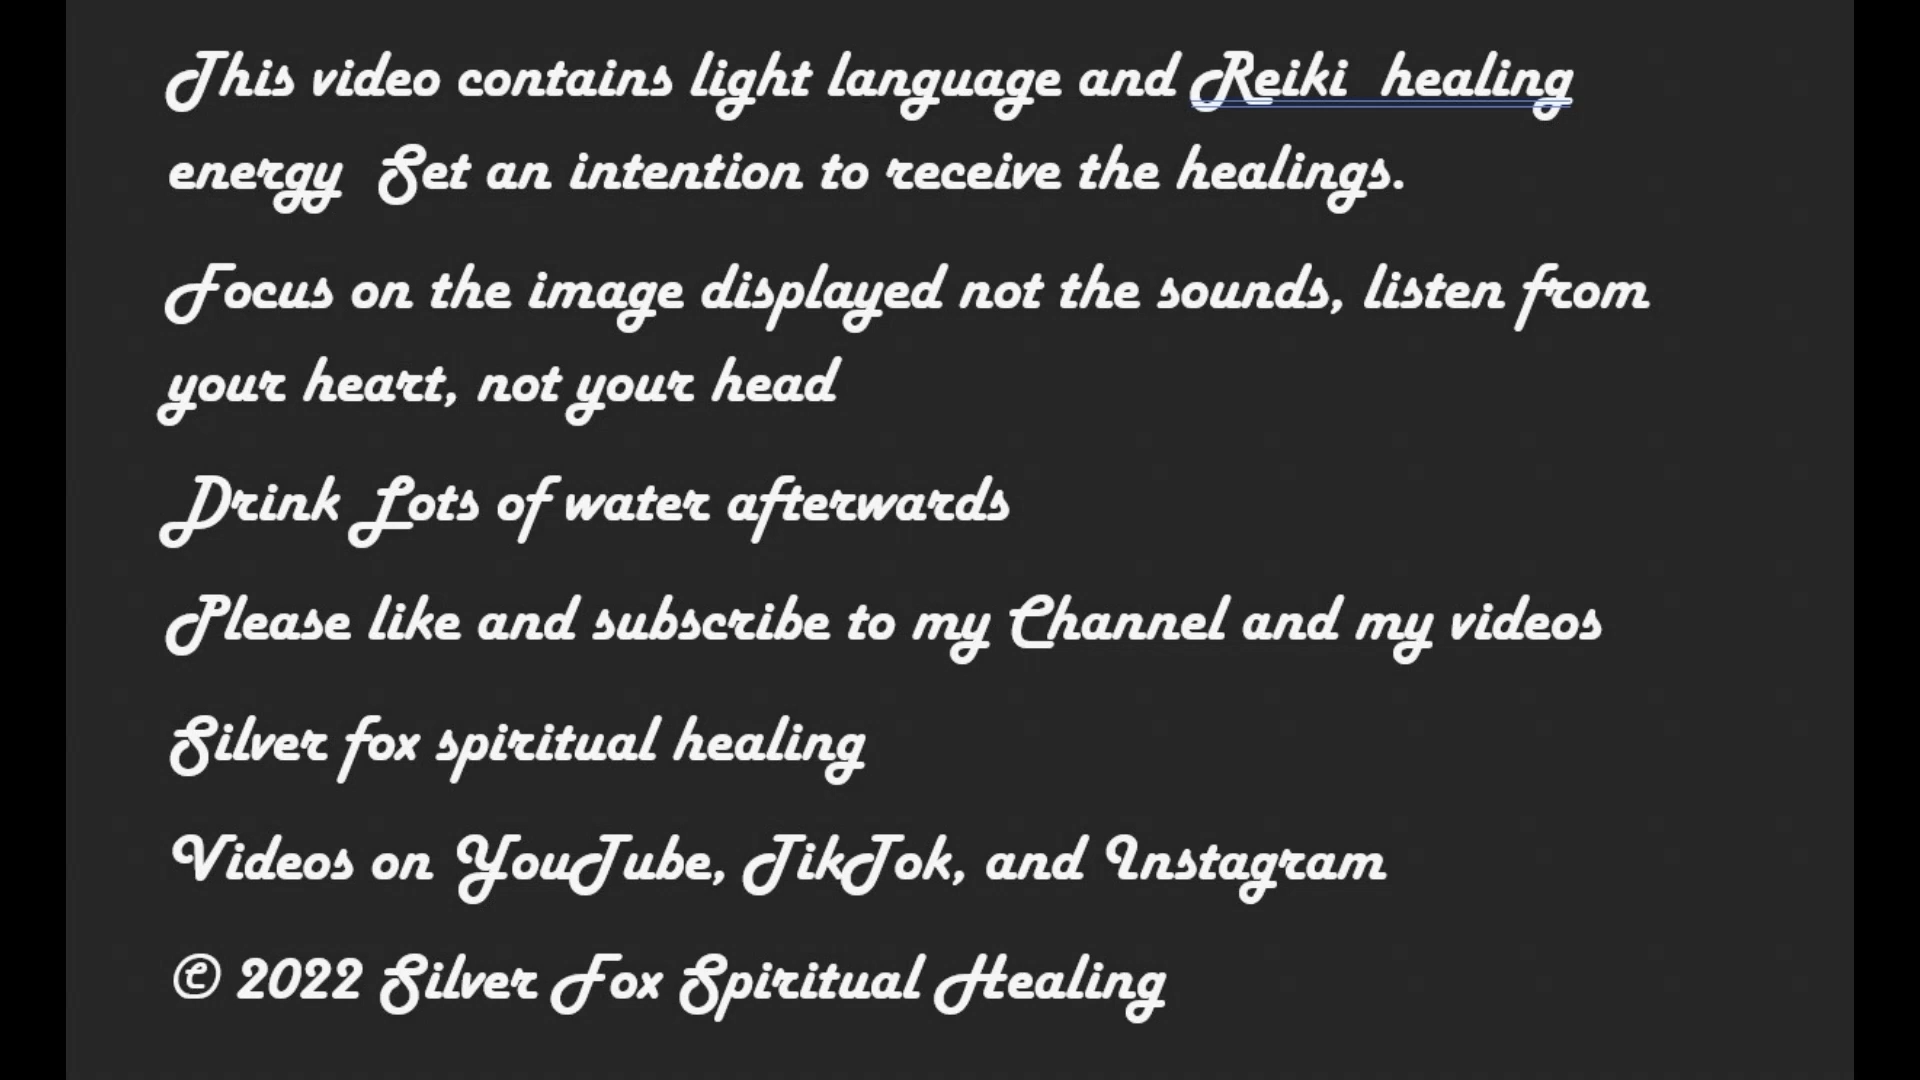 This video contains light language and Reiki  healing
energy  Set an intention to receive the healings.
Focus on the image displayed not the sounds, listen from
your heart, not your head
Drink Lots of water afterwards
Please like and subscribe to my Channel and my videos
Silver fox spiritual healing
Videos on YouTube, TikTok, and Instagram
© 2022 Silver Fox Spiritual Healing